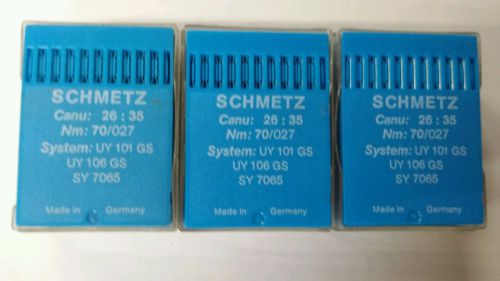 SCHMETZ
Canu: 26 : 35
Nm: 70/027
System: UY 101 GS
UY 106 GS
SY 7065
Made in Germany
SCHMETZ
Canu: 26 : 35
Nm: 70/027
System: UY 101 GS
UY 106 GS
SY 7065
Made in Germany
SCHMETZ
Canu: 26 : 35
Nm: 70/027
System: UY 101 GS
UY 106 GS
SY 7065
Made in Germany